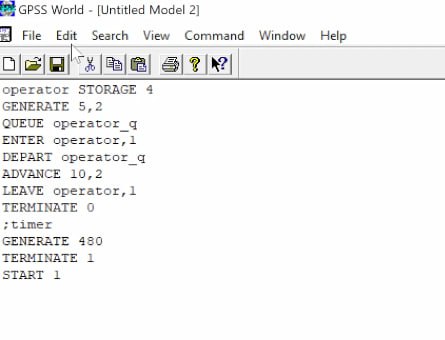 GPSS World - [Untitled Model 2]
File Edit Search View Command Window Help
operator STORAGE 4
GENERATE 5,2
QUEUE operator_q
ENTER operator,1
DEPART operator_q
ADVANCE 10,2
LEAVE operator,1
TERMINATE 0
;timer
GENERATE 480
TERMINATE 1
START 1